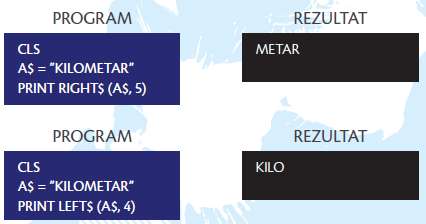 PROGRAM
REZULTAT
CLS
A$ = "KILOMETAR"
PRINT RIGHT$ (A$, 5)
METAR
PROGRAM
REZULTAT
CLS
A$ = "KILOMETAR"
PRINT LEFT$ (A$, 4)
KILO